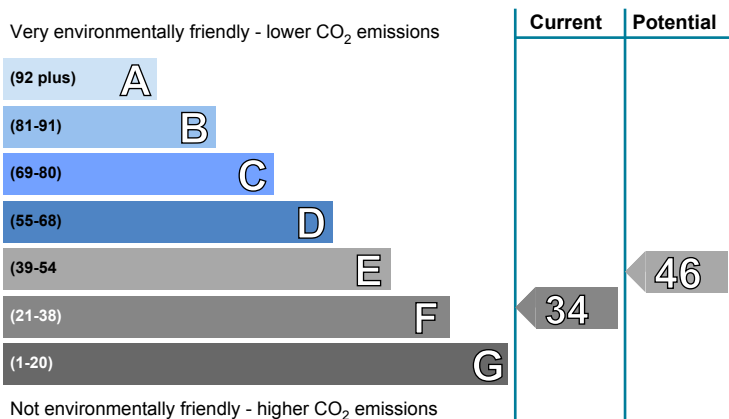 Very environmentally friendly - lower CO2 emissions
Current
Potential
(92 plus) A
(81-91) B
(69-80) C
(55-68) D
(39-54 E
46
(21-38) F
34
(1-20) G
Not environmentally friendly - higher CO2 emissions